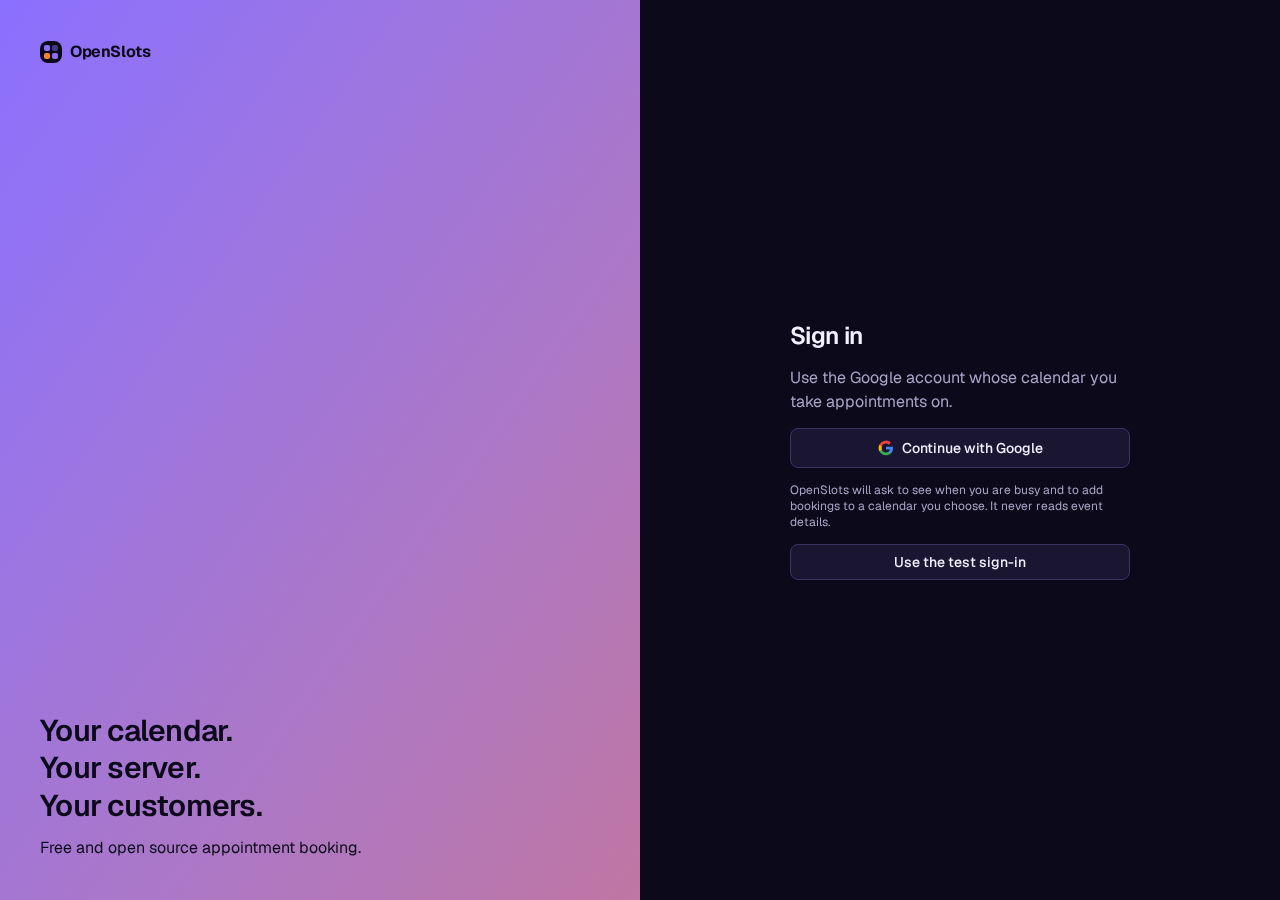 OpenSlots
Your calendar.
Your server.
Your customers.
Free and open source appointment booking.
Sign in
Use the Google account whose calendar you
take appointments on.
Continue with Google
OpenSlots will ask to see when you are busy and to add
bookings to a calendar you choose. It never reads event
details.
Use the test sign-in